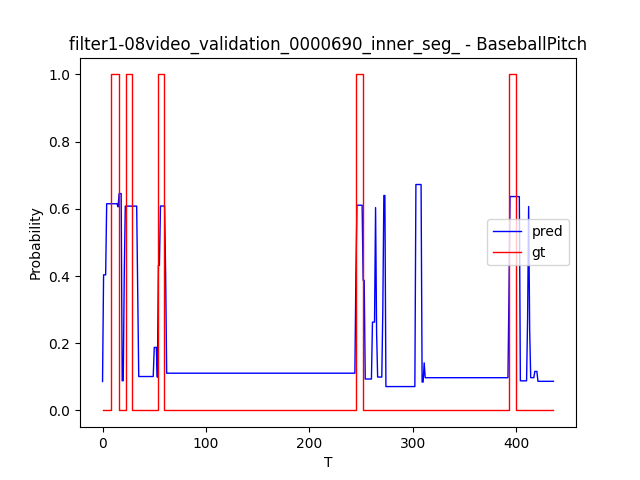 filter1-08video_validation_0000690_inner_seg_ - BaseballPitch
1.0
0.8
0.6
0.4
0.2
0.0
Probability
pred
gt
0 100 200 300 400
T